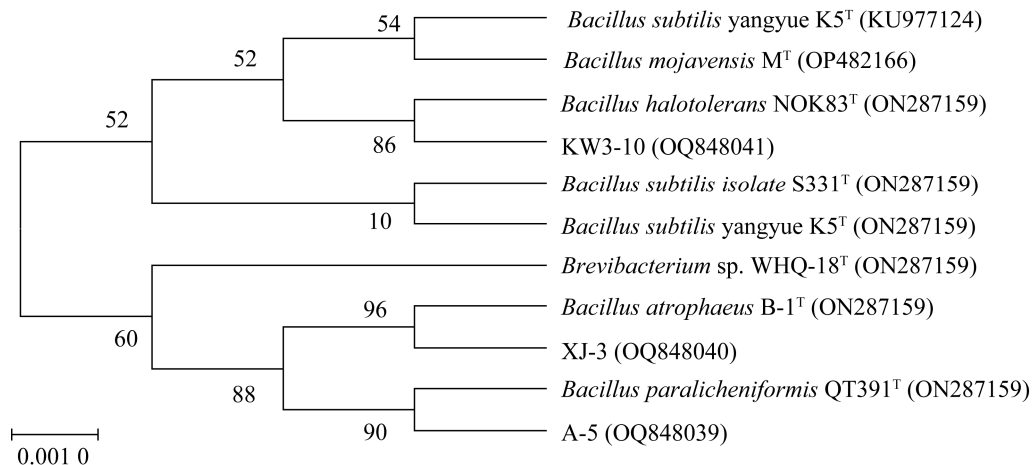 54
Bacillus subtilis yangyue K5ᵀ (KU977124)
52
Bacillus mojavensis Mᵀ (OP482166)
52
Bacillus halotolerans NOK83ᵀ (ON287159)
86
KW3-10 (OQ848041)
Bacillus subtilis isolate S331ᵀ (ON287159)
10
Bacillus subtilis yangyue K5ᵀ (ON287159)
Brevibacterium sp. WHQ-18ᵀ (ON287159)
96
Bacillus atrophaeus B-1ᵀ (ON287159)
60
XJ-3 (OQ848040)
88
Bacillus paralicheniformis QT391ᵀ (ON287159)
90
A-5 (OQ848039)
0.001 0